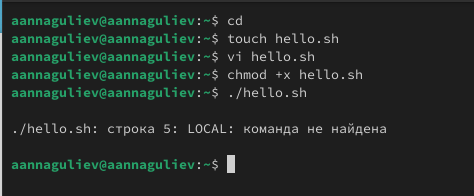 aannaguliev@aannaguliev:~$ cd
aannaguliev@aannaguliev:~$ touch hello.sh
aannaguliev@aannaguliev:~$ vi hello.sh
aannaguliev@aannaguliev:~$ chmod +x hello.sh
aannaguliev@aannaguliev:~$ ./hello.sh
./hello.sh: строка 5: LOCAL: команда не найдена
aannaguliev@aannaguliev:~$